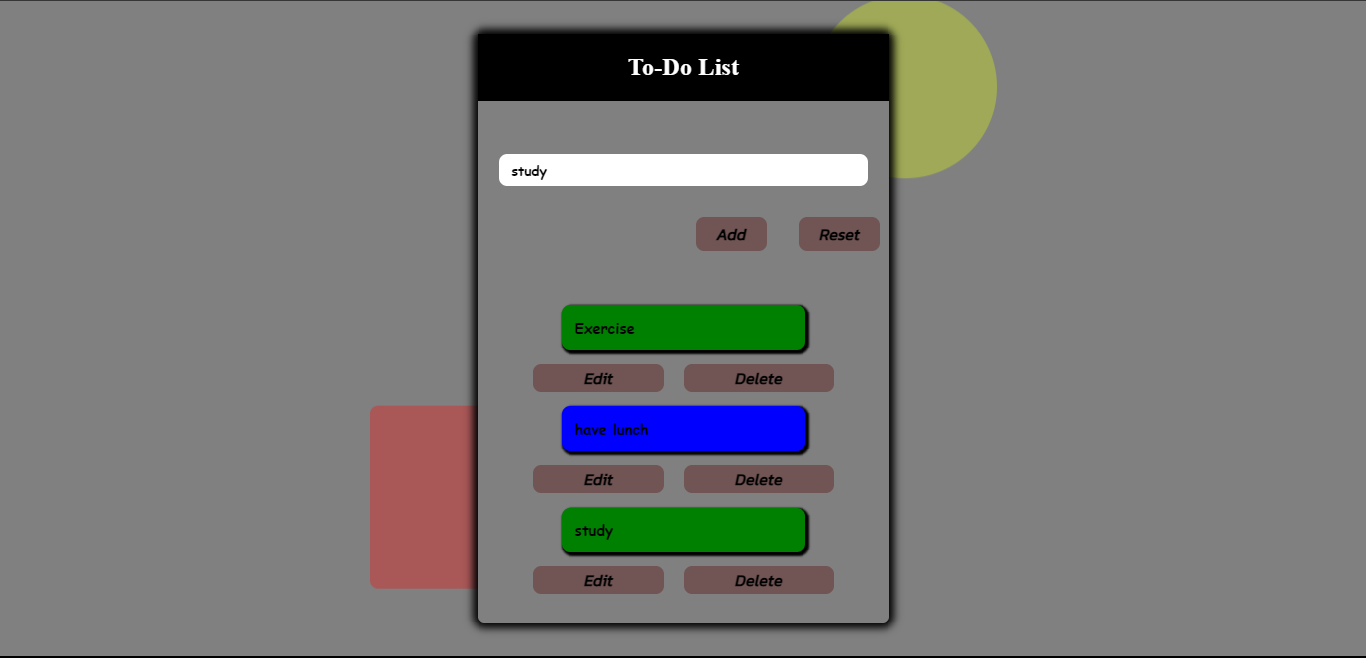 To-Do List
study
Add Reset
Exercise
Edit Delete
have lunch
Edit Delete
study
Edit Delete